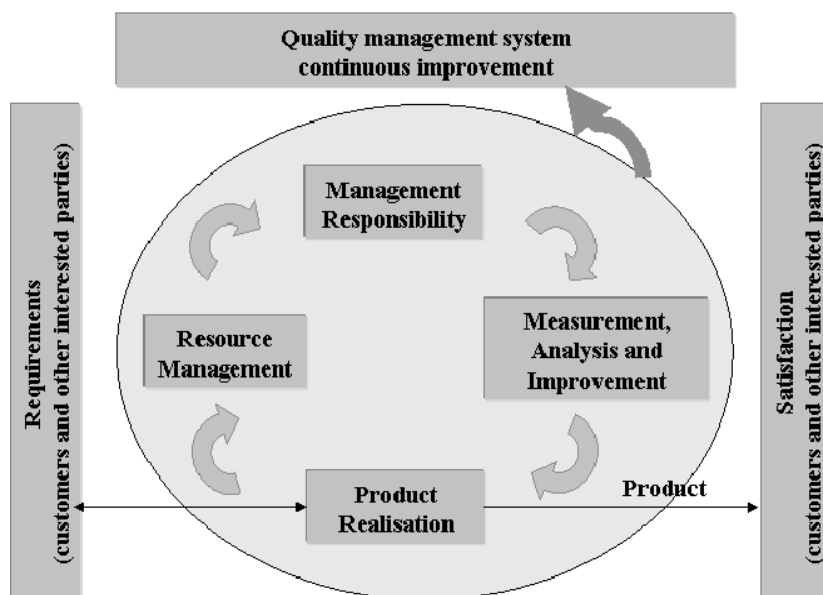 Quality management system
continuous improvement
Requirements
(customers and other interested parties)
Management
Responsibility
Resource
Management
Measurement,
Analysis and
Improvement
Product
Realisation
Product
Satisfaction
(customers and other interested parties)